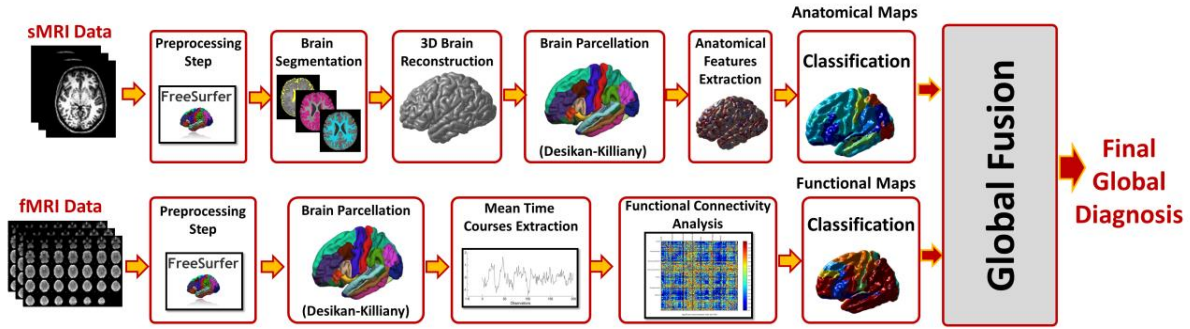 sMRI Data
Preprocessing
Step
FreeSurfer
Brain
Segmentation
3D Brain
Reconstruction
Brain Parcellation
(Desikan-Killiany)
Anatomical
Features
Extraction
Anatomical Maps
Classification
fMRI Data
Preprocessing
Step
FreeSurfer
Brain Parcellation
(Desikan-Killiany)
Mean Time
Courses Extraction
Functional Connectivity
Analysis
Functional Maps
Classification
Global Fusion
Final
Global
Diagnosis